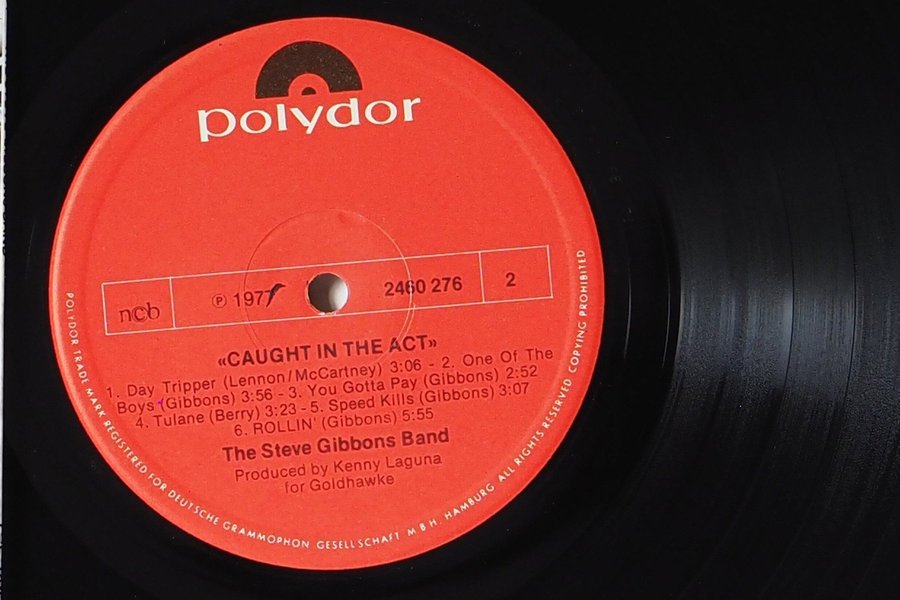 polydor
ncb
℗ 1977
2460 276
2
«CAUGHT IN THE ACT»
1. Day Tripper (Lennon/McCartney) 3:06 - 2. One Of The
Boys (Gibbons) 3:56 - 3. You Gotta Pay (Gibbons) 2:52
4. Tulane (Berry) 3:23 - 5. Speed Kills (Gibbons) 3:07
6. ROLLIN' (Gibbons) 5:55
The Steve Gibbons Band
Produced by Kenny Laguna
for Goldhawke
POLYDOR TRADE MARK REGISTERED FOR DEUTSCHE GRAMMOPHON GESELLSCHAFT M B H. HAMBURG ALL RIGHTS RESERVED COPYING PROHIBITED